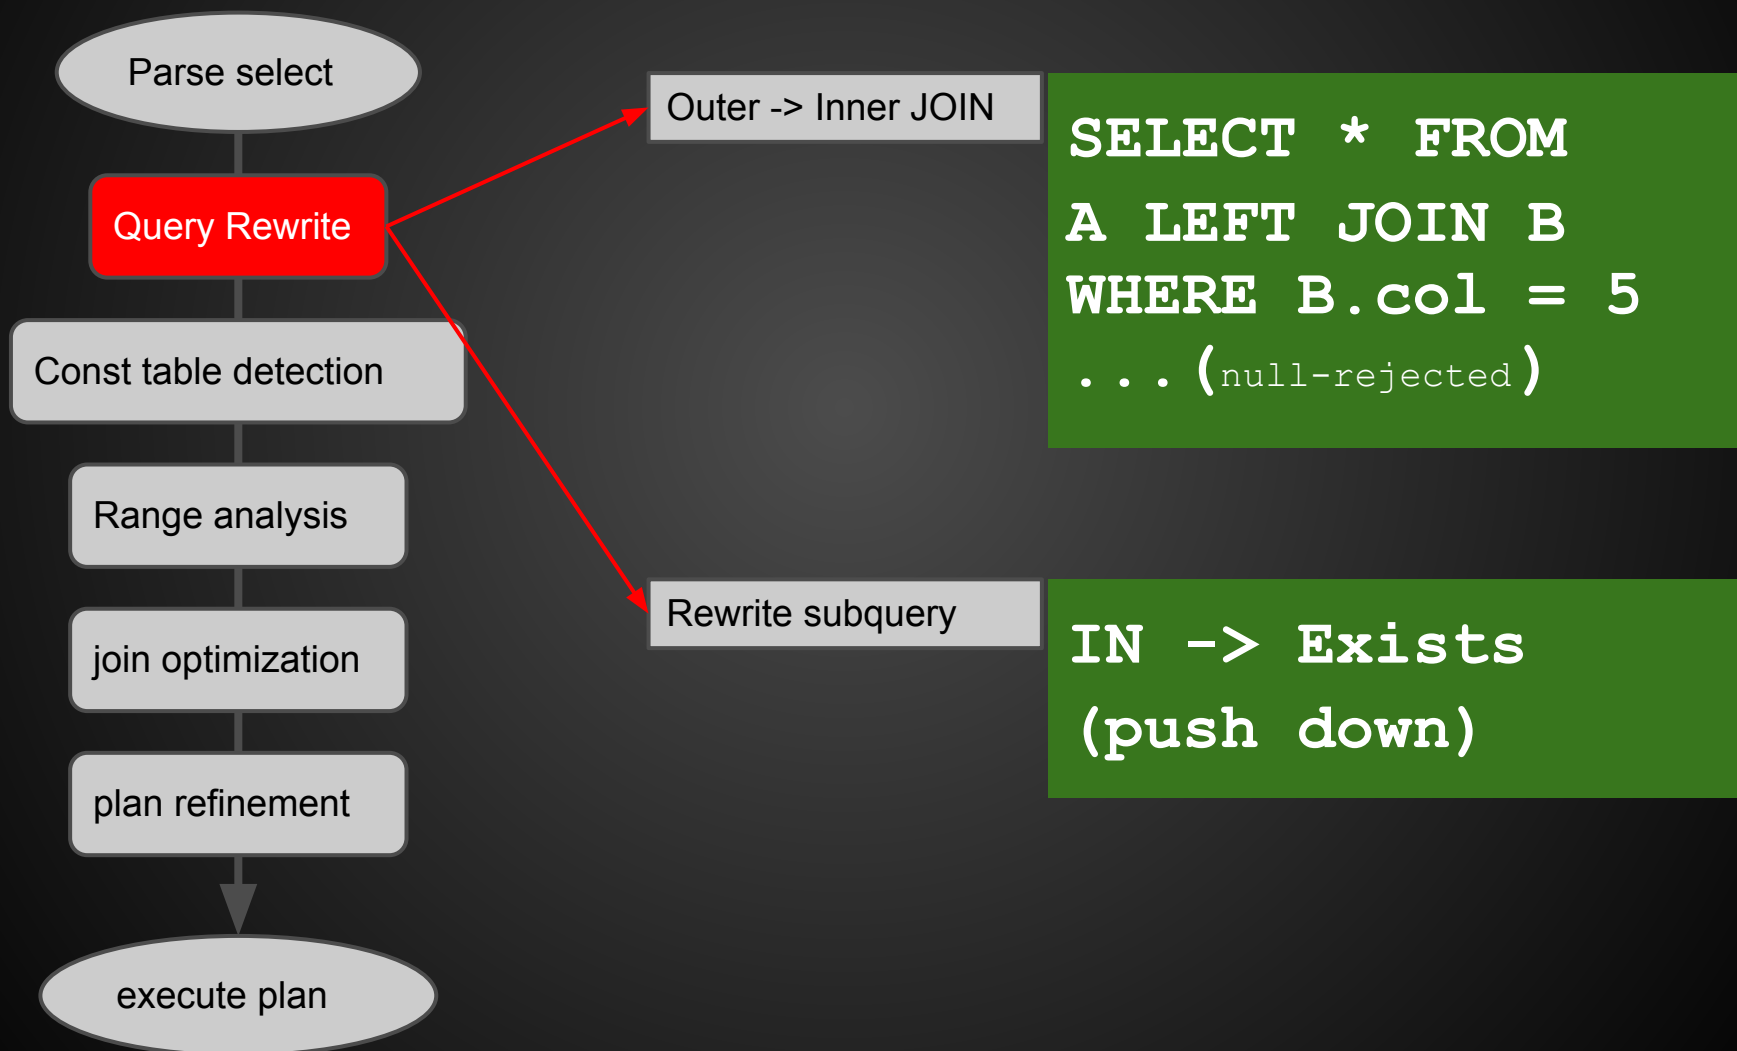 Parse select
Query Rewrite
Const table detection
Range analysis
join optimization
plan refinement
execute plan
Outer -> Inner JOIN
SELECT * FROM
A LEFT JOIN B
WHERE B.col = 5
...(null-rejected)
Rewrite subquery
IN -> Exists
(push down)